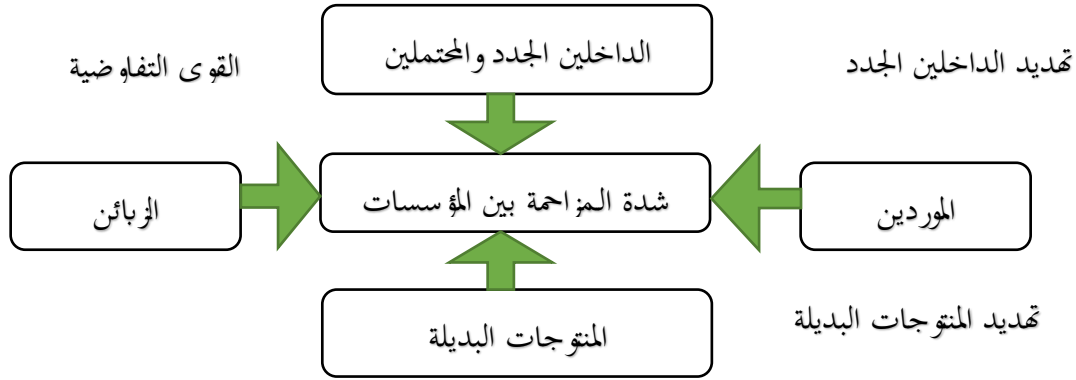 الداخلين الجدد والمحتملين
تهديد الداخلين الجدد
القوى التفاوضية
الموردين
شدة المزاحمة بين المؤسسات
الزبائن
تهديد المنتوجات البديلة
المنتوجات البديلة